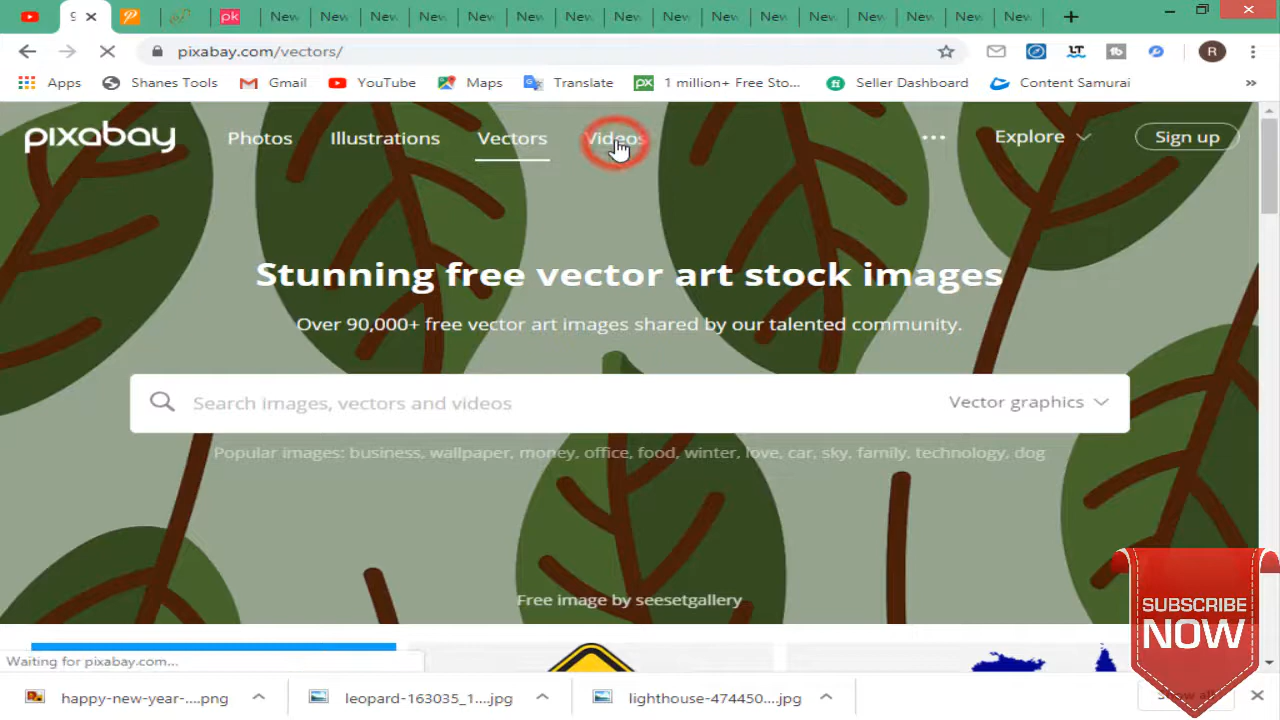 New New New New New New New New New New New New New New New New
pixabay.com/vectors/
R
Apps Shanes Tools Gmail YouTube Maps Translate 1 million+ Free Sto... Seller Dashboard Content Samurai »
pixabay Photos Illustrations Vectors Videos ... Explore Sign up
Stunning free vector art stock images
Over 90,000+ free vector art images shared by our talented community.
Search images, vectors and videos Vector graphics
Popular images: business, wallpaper, money, office, food, winter, love, car, sky, family, technology, dog
Free image by seesetgallery
SUBSCRIBE
NOW
Waiting for pixabay.com...
happy-new-year-....png leopard-163035_1....jpg lighthouse-474450....jpg Show all